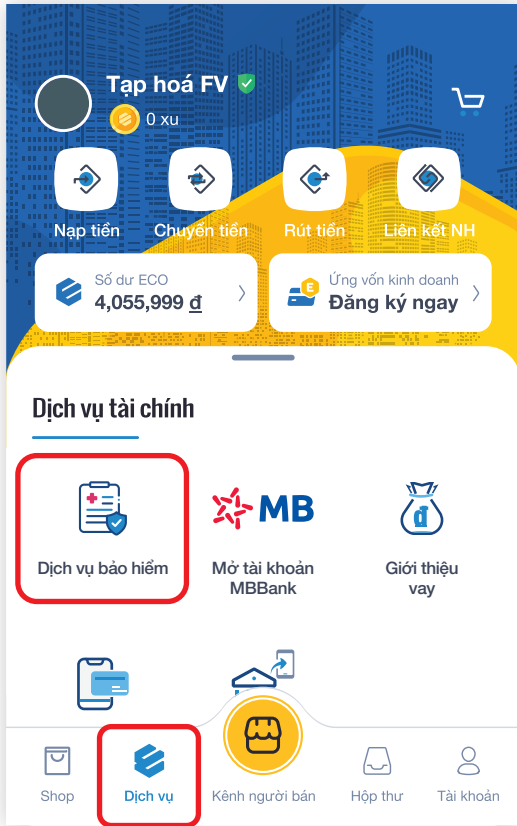 Tạp hoá FV
0 xu
Nạp tiền
Chuyển tiền
Rút tiền
Liên kết NH
Số dư ECO
4,055,999 đ
E
Ứng vốn kinh doanh
Đăng ký ngay
Dịch vụ tài chính
Dịch vụ bảo hiểm
MB
Mở tài khoản
MBBank
đ
Giới thiệu
vay
Shop
Dịch vụ
Kênh người bán
Hộp thư
Tài khoản